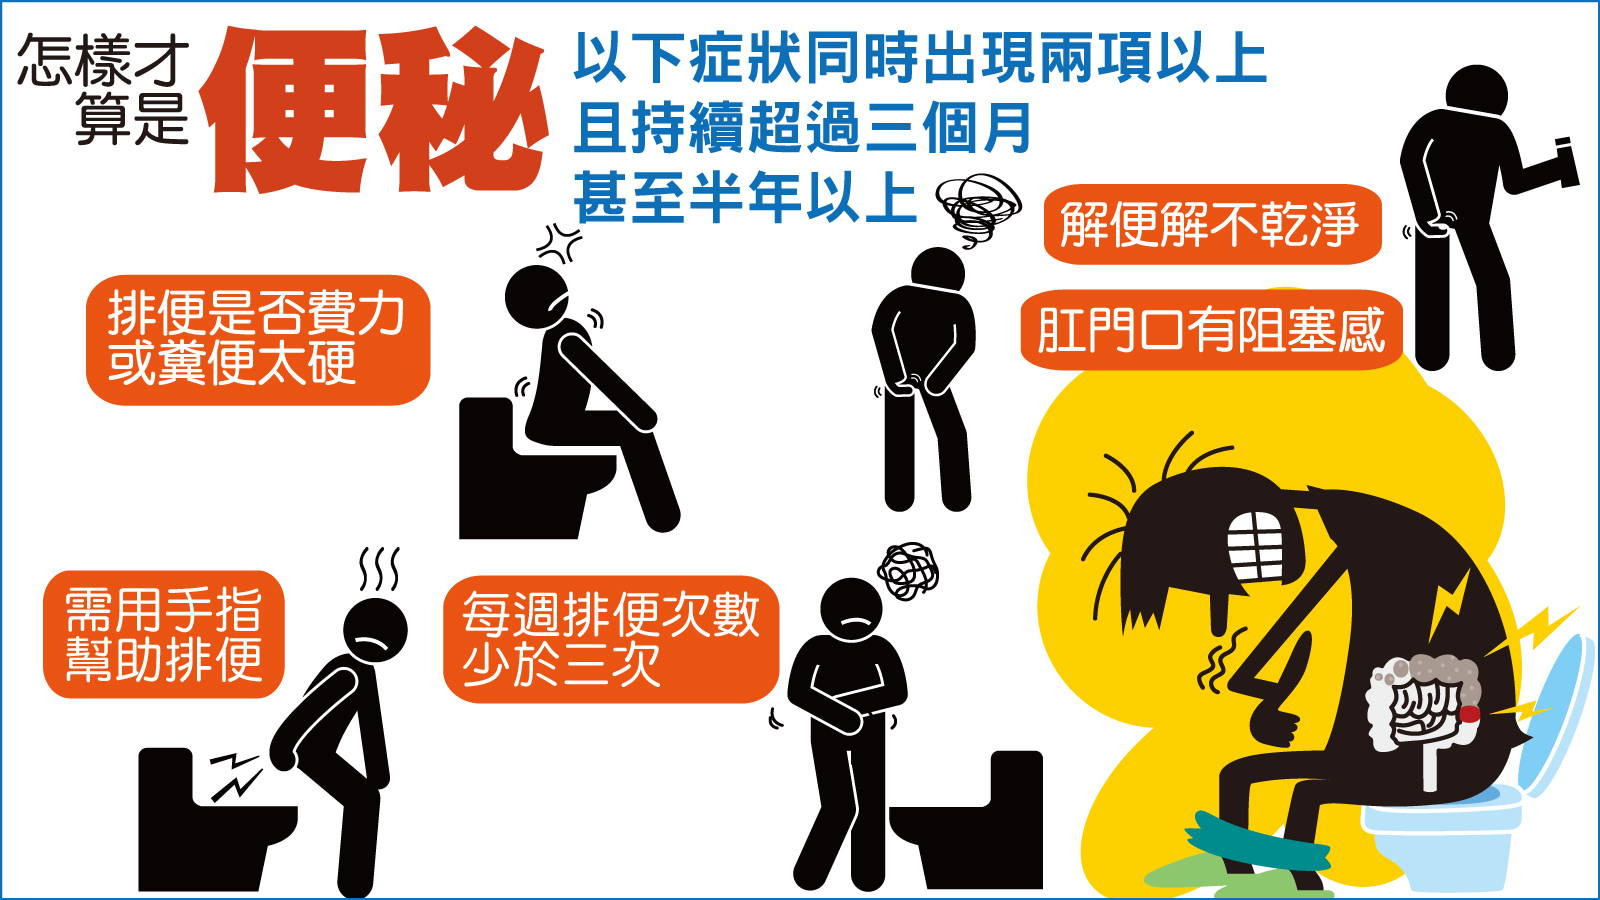 怎樣才
算是
便秘
以下症狀同時出現兩項以上
且持續超過三個月
甚至半年以上
解便解不乾淨
肛門口有阻塞感
排便是否費力
或糞便太硬
需用手指
幫助排便
每週排便次數
少於三次